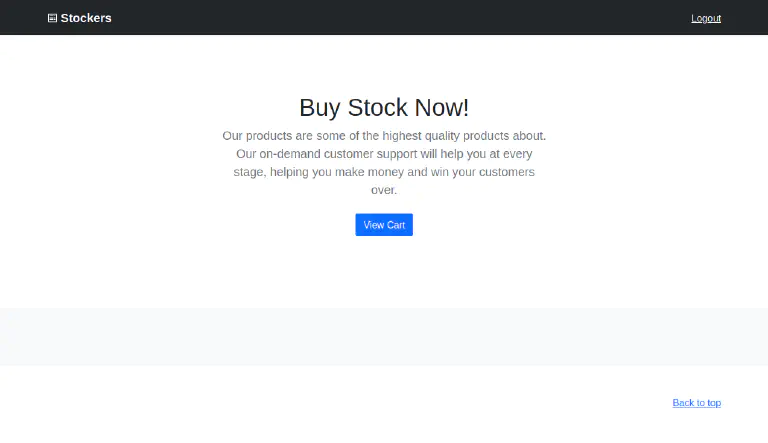 Stockers
Logout
Buy Stock Now!
Our products are some of the highest quality products about.
Our on-demand customer support will help you at every
stage, helping you make money and win your customers
over.
View Cart
Back to top